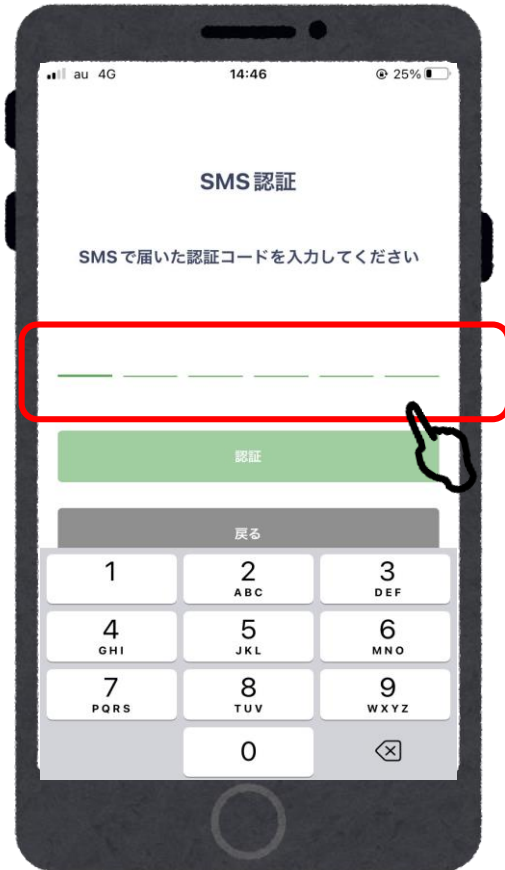 au 4G 14:46 25%
SMS認証
SMSで届いた認証コードを入力してください
認証
戻る
1 2 3
ABC DEF
4 5 6
GHI JKL MNO
7 8 9
PQRS TUV WXYZ
0